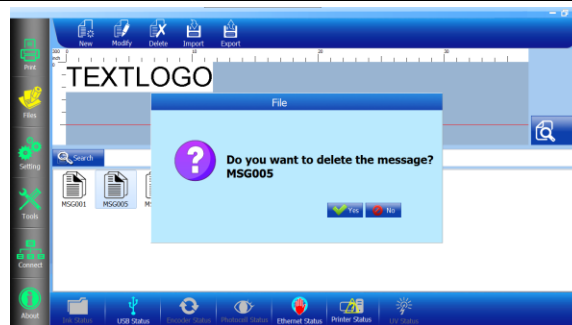 New Modify Delete Import Export
Print
TEXTLOGO
File
Files
Do you want to delete the message?
MSG005
Search
Setting
MSG001 MSG005
Yes No
Tools
Connect
About
Ink Status USB Status Encoder Status Photocell Status Ethernet Status Printer Status UV Status